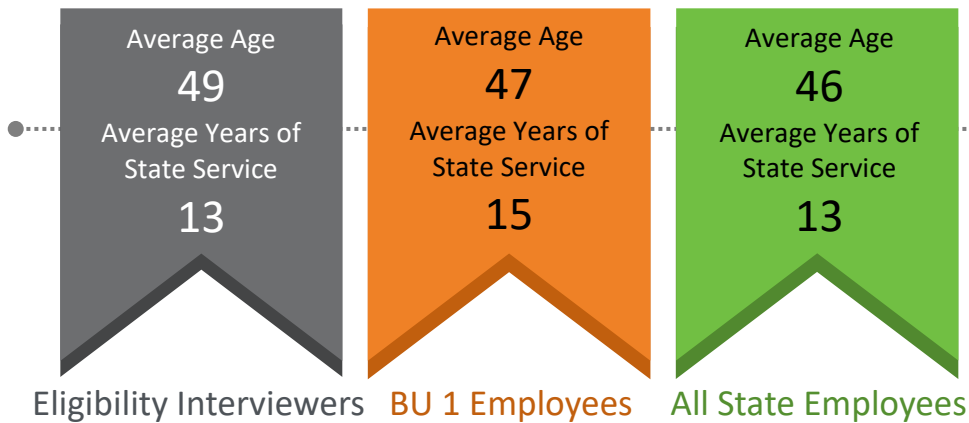 Average Age
49
Average Years of
State Service
13
Eligibility Interviewers
Average Age
47
Average Years of
State Service
15
BU 1 Employees
Average Age
46
Average Years of
State Service
13
All State Employees